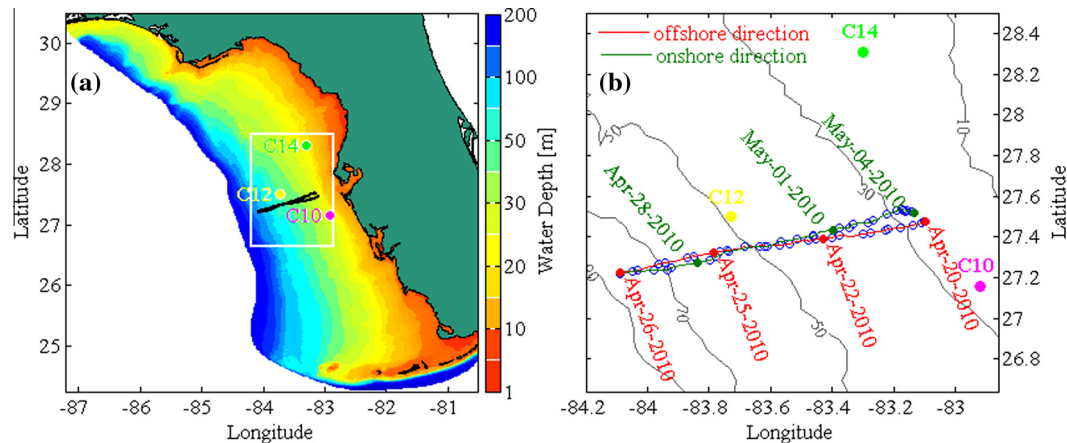 (a)
30
29
28
27
26
25
Latitude
-87
-86
-85
-84
-83
-82
-81
Longitude
C14
C12
C10
200
100
50
30
20
10
1
Water Depth [m]
(b)
offshore direction
onshore direction
C14
C12
C10
50
70
50
30
10
Apr-28-2010
May-01-2010
May-04-2010
Apr-26-2010
Apr-25-2010
Apr-22-2010
Apr-20-2010
28.4
28.2
28
27.8
27.6
27.4
27.2
27
26.8
Latitude
-84.2
-84
-83.8
-83.6
-83.4
-83.2
-83
Longitude